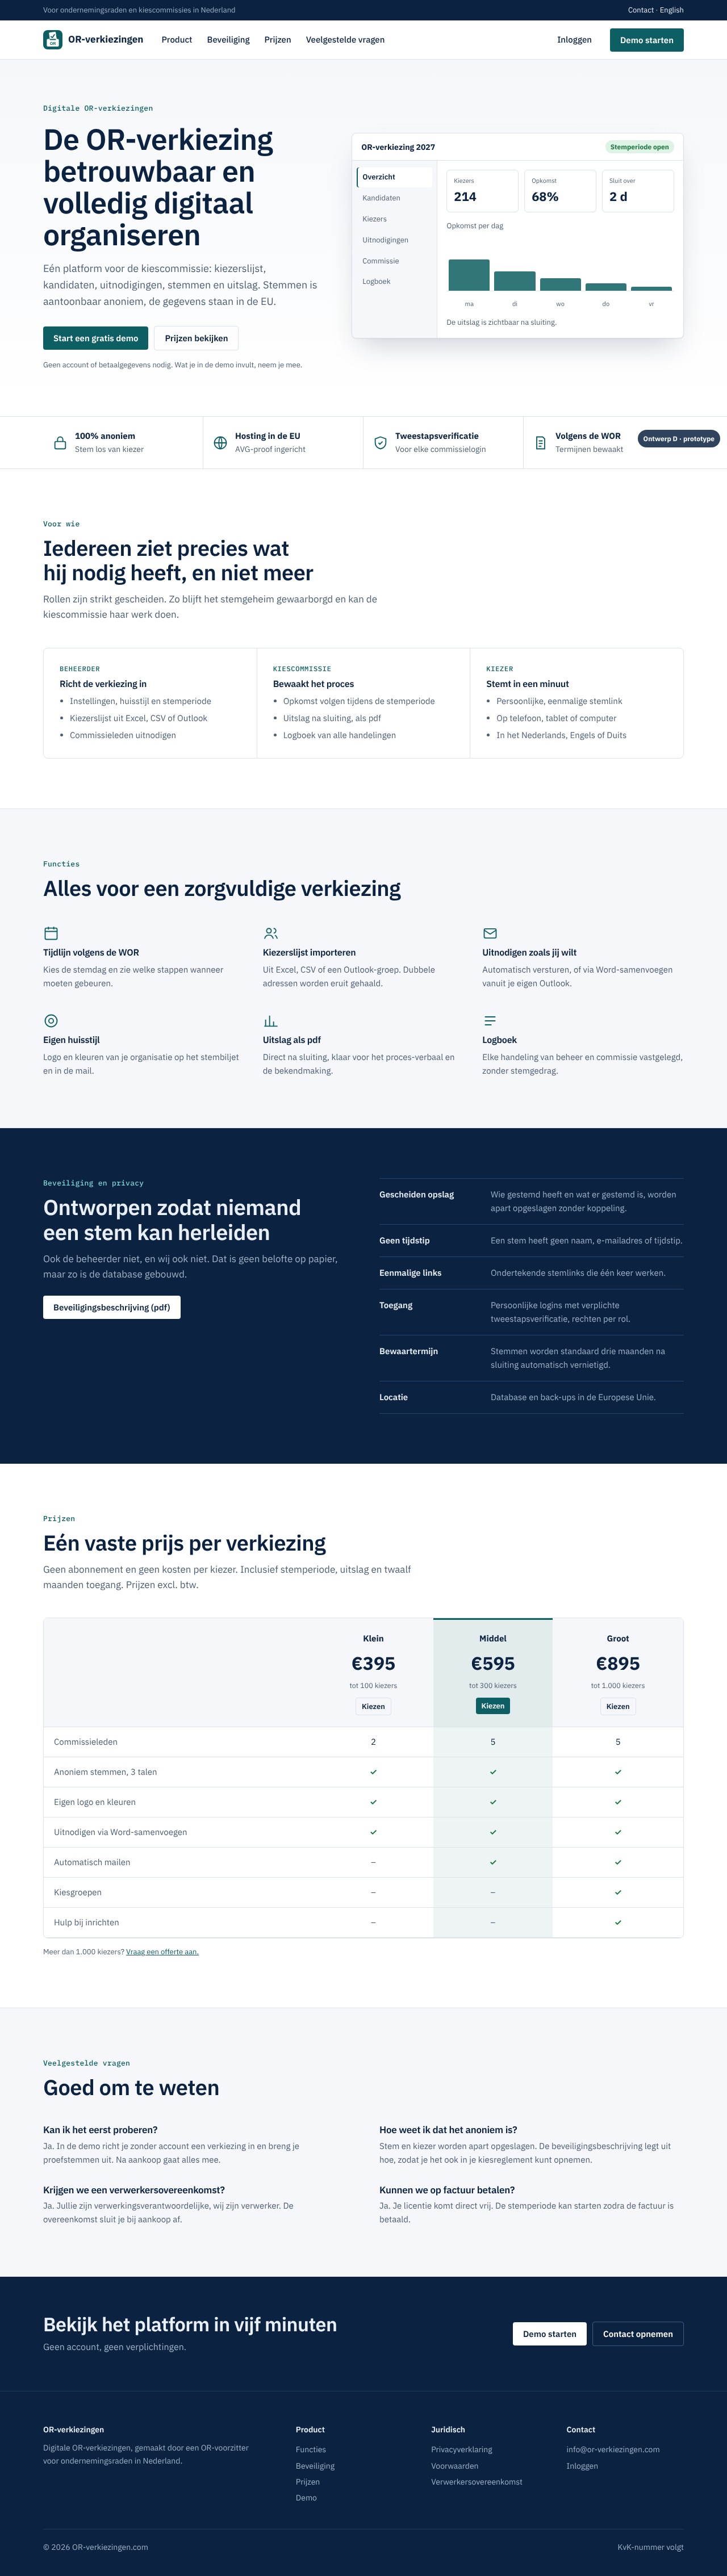 Voor ondernemingsraden en kiescommissies in Nederland
Contact · English
OR
OR-verkiezingen
Product
Beveiliging
Prijzen
Veelgestelde vragen
Inloggen
Demo starten
Digitale OR-verkiezingen
De OR-verkiezing
betrouwbaar en
volledig digitaal
organiseren
Eén platform voor de kiescommissie: kiezerslijst,
kandidaten, uitnodigingen, stemmen en uitslag. Stemmen is
aantoonbaar anoniem, de gegevens staan in de EU.
Start een gratis demo
Prijzen bekijken
Geen account of betaalgegevens nodig. Wat je in de demo invult, neem je mee.
OR-verkiezing 2027
Stemperiode open
Overzicht
Kandidaten
Kiezers
Uitnodigingen
Commissie
Logboek
Kiezers
214
Opkomst
68%
Sluit over
2 d
Opkomst per dag
ma di wo do vr
De uitslag is zichtbaar na sluiting.
100% anoniem
Stem los van kiezer
Hosting in de EU
AVG-proof ingericht
Tweestapsverificatie
Voor elke commissielogin
Volgens de WOR
Termijnen bewaakt
Ontwerp D · prototype
Voor wie
Iedereen ziet precies wat
hij nodig heeft, en niet meer
Rollen zijn strikt gescheiden. Zo blijft het stemgeheim gewaarborgd en kan de
kiescommissie haar werk doen.
BEHEERDER
Richt de verkiezing in
• Instellingen, huisstijl en stemperiode
• Kiezerslijst uit Excel, CSV of Outlook
• Commissieleden uitnodigen
KIESCOMMISSIE
Bewaakt het proces
• Opkomst volgen tijdens de stemperiode
• Uitslag na sluiting, als pdf
• Logboek van alle handelingen
KIEZER
Stemt in een minuut
• Persoonlijke, eenmalige stemlink
• Op telefoon, tablet of computer
• In het Nederlands, Engels of Duits
Functies
Alles voor een zorgvuldige verkiezing
Tijdlijn volgens de WOR
Kies de stemdag en zie welke stappen wanneer
moeten gebeuren.
Kiezerslijst importeren
Uit Excel, CSV of een Outlook-groep. Dubbele
adressen worden eruit gehaald.
Uitnodigen zoals jij wilt
Automatisch versturen, of via Word-samenvoegen
vanuit je eigen Outlook.
Eigen huisstijl
Logo en kleuren van je organisatie op het stembiljet
en in de mail.
Uitslag als pdf
Direct na sluiting, klaar voor het proces-verbaal en
de bekendmaking.
Logboek
Elke handeling van beheer en commissie vastgelegd,
zonder stemgedrag.
Beveiliging en privacy
Ontworpen zodat niemand
een stem kan herleiden
Ook de beheerder niet, en wij ook niet. Dat is geen belofte op papier,
maar zo is de database gebouwd.
Beveiligingsbeschrijving (pdf)
Gescheiden opslag
Wie gestemd heeft en wat er gestemd is, worden
apart opgeslagen zonder koppeling.
Geen tijdstip
Een stem heeft geen naam, e-mailadres of tijdstip.
Eenmalige links
Ondertekende stemlinks die één keer werken.
Toegang
Persoonlijke logins met verplichte
tweestapsverificatie, rechten per rol.
Bewaartermijn
Stemmen worden standaard drie maanden na
sluiting automatisch vernietigd.
Locatie
Database en back-ups in de Europese Unie.
Prijzen
Eén vaste prijs per verkiezing
Geen abonnement en geen kosten per kiezer. Inclusief stemperiode, uitslag en twaalf
maanden toegang. Prijzen excl. btw.
Klein
€395
tot 100 kiezers
Kiezen
Middel
€595
tot 300 kiezers
Kiezen
Groot
€895
tot 1.000 kiezers
Kiezen
Commissieleden 2 5 5
Anoniem stemmen, 3 talen ✓ ✓ ✓
Eigen logo en kleuren ✓ ✓ ✓
Uitnodigen via Word-samenvoegen ✓ ✓ ✓
Automatisch mailen – ✓ ✓
Kiesgroepen – – ✓
Hulp bij inrichten – – ✓
Meer dan 1.000 kiezers? Vraag een offerte aan.
Veelgestelde vragen
Goed om te weten
Kan ik het eerst proberen?
Ja. In de demo richt je zonder account een verkiezing in en breng je
proefstemmen uit. Na aankoop gaat alles mee.
Hoe weet ik dat het anoniem is?
Stem en kiezer worden apart opgeslagen. De beveiligingsbeschrijving legt uit
hoe, zodat je het ook in je kiesreglement kunt opnemen.
Krijgen we een verwerkersovereenkomst?
Ja. Jullie zijn verwerkingsverantwoordelijke, wij zijn verwerker. De
overeenkomst sluit je bij aankoop af.
Kunnen we op factuur betalen?
Ja. Je licentie komt direct vrij. De stemperiode kan starten zodra de factuur is
betaald.
Bekijk het platform in vijf minuten
Geen account, geen verplichtingen.
Demo starten
Contact opnemen
OR-verkiezingen
Digitale OR-verkiezingen, gemaakt door een OR-voorzitter
voor ondernemingsraden in Nederland.
Product
Functies
Beveiliging
Prijzen
Demo
Juridisch
Privacyverklaring
Voorwaarden
Verwerkersovereenkomst
Contact
info@or-verkiezingen.com
Inloggen
© 2026 OR-verkiezingen.com
KvK-nummer volgt